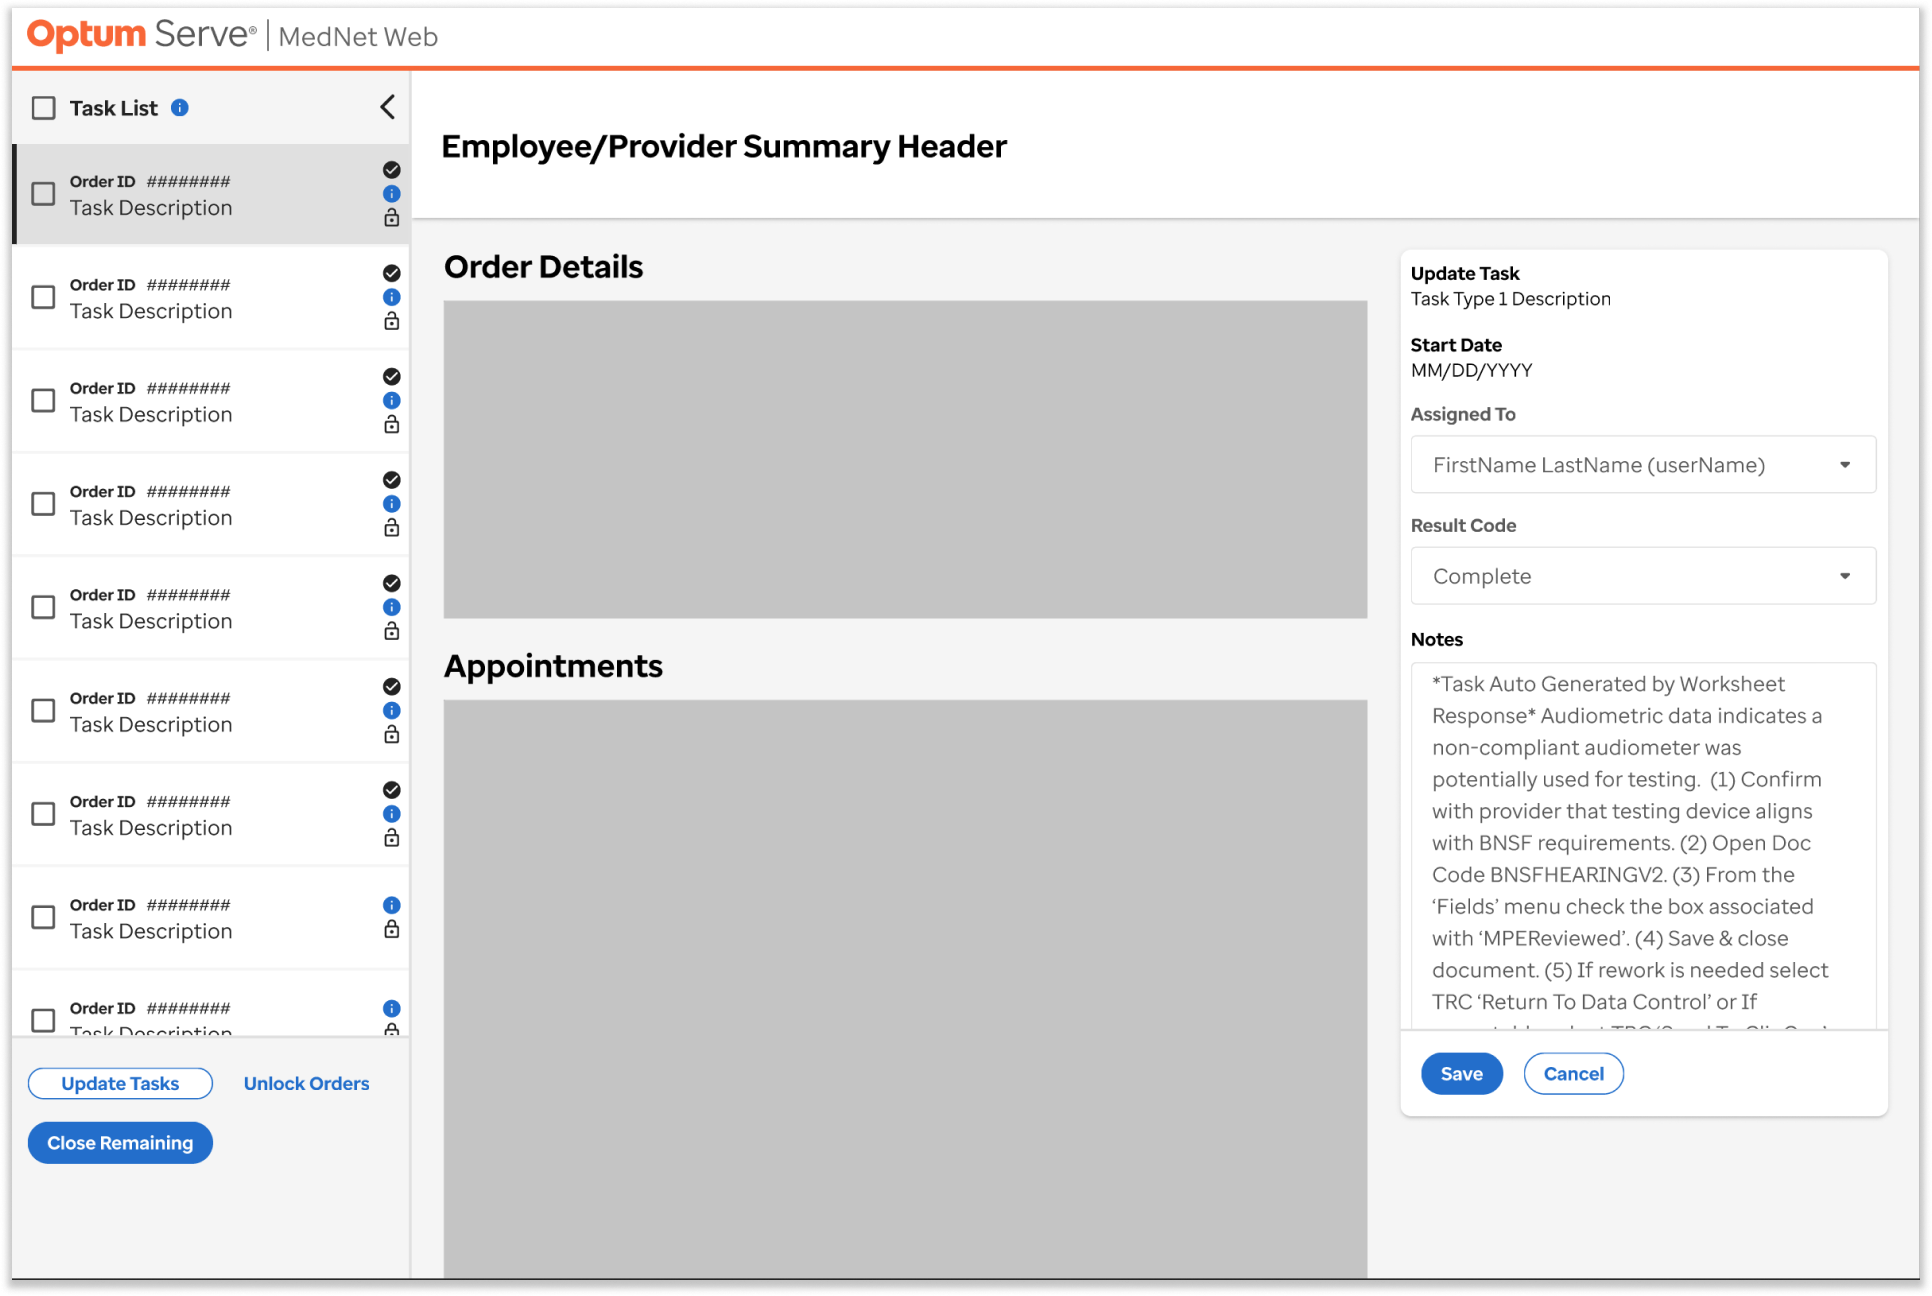 Optum Serve® | MedNet Web
Task List
Order ID ########
Task Description
Order ID ########
Task Description
Order ID ########
Task Description
Order ID ########
Task Description
Order ID ########
Task Description
Order ID ########
Task Description
Order ID ########
Task Description
Order ID ########
Task Description
Order ID ########
Task Description
Update Tasks
Unlock Orders
Close Remaining
Employee/Provider Summary Header
Order Details
Appointments
Update Task
Task Type 1 Description
Start Date
MM/DD/YYYY
Assigned To
FirstName LastName (userName)
Result Code
Complete
Notes
*Task Auto Generated by Worksheet
Response* Audiometric data indicates a
non-compliant audiometer was
potentially used for testing.  (1) Confirm
with provider that testing device aligns
with BNSF requirements. (2) Open Doc
Code BNSFHEARINGV2. (3) From the
‘Fields’ menu check the box associated
with ‘MPEReviewed’. (4) Save & close
document. (5) If rework is needed select
TRC ‘Return To Data Control’ or If
Save
Cancel